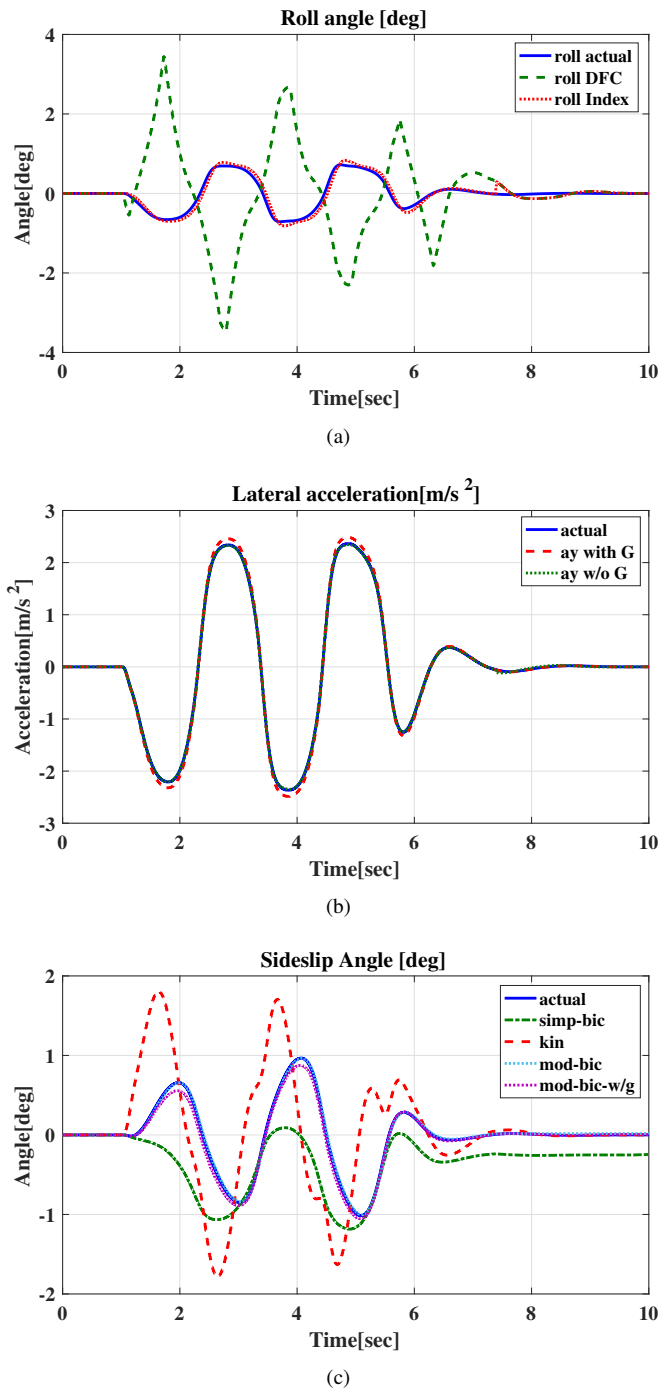 Roll angle [deg]
roll actual
roll DFC
roll Index
Angle[deg]
4
2
0
-2
-4
0 2 4 6 8 10
Time[sec]
(a)
Lateral acceleration[m/s ²]
actual
ay with G
ay w/o G
Acceleration[m/s ²]
3
2
1
0
-1
-2
-3
0 2 4 6 8 10
Time[sec]
(b)
Sideslip Angle [deg]
actual
simp-bic
kin
mod-bic
mod-bic-w/g
Angle[deg]
2
1
0
-1
-2
0 2 4 6 8 10
Time[sec]
(c)